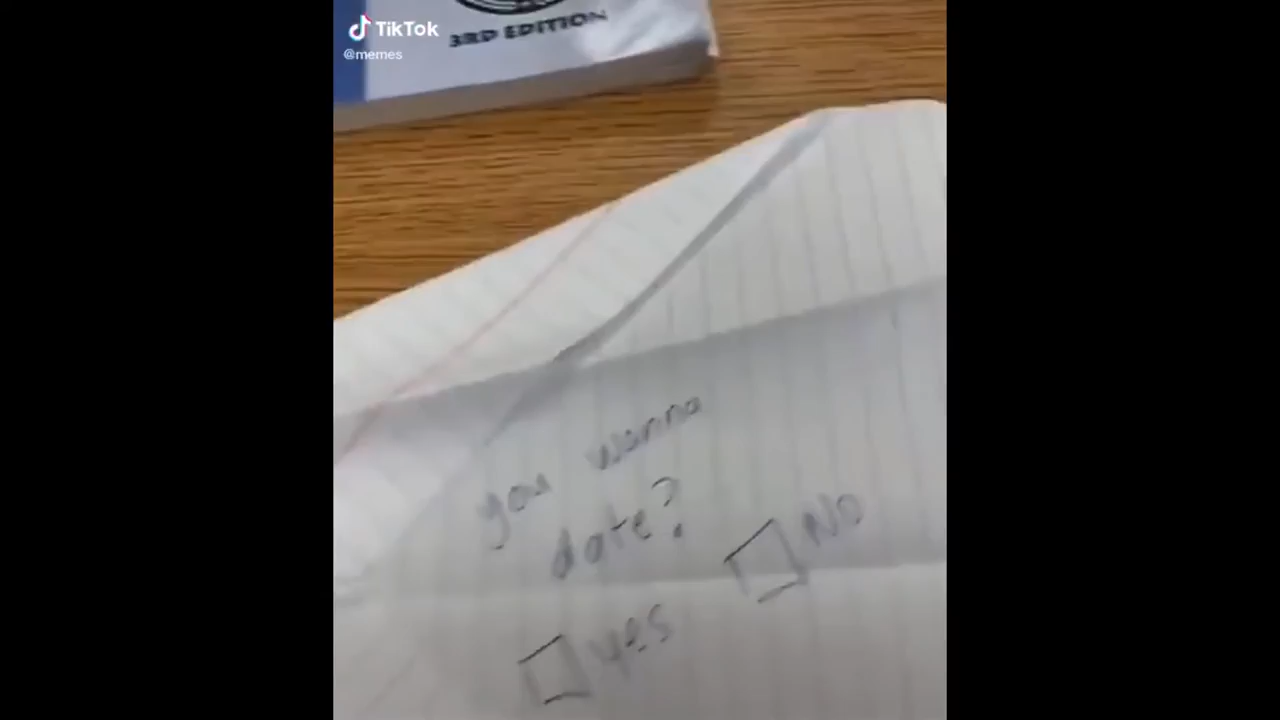 TikTok
@memes
3RD EDITION
you wanna
date?
No
yes